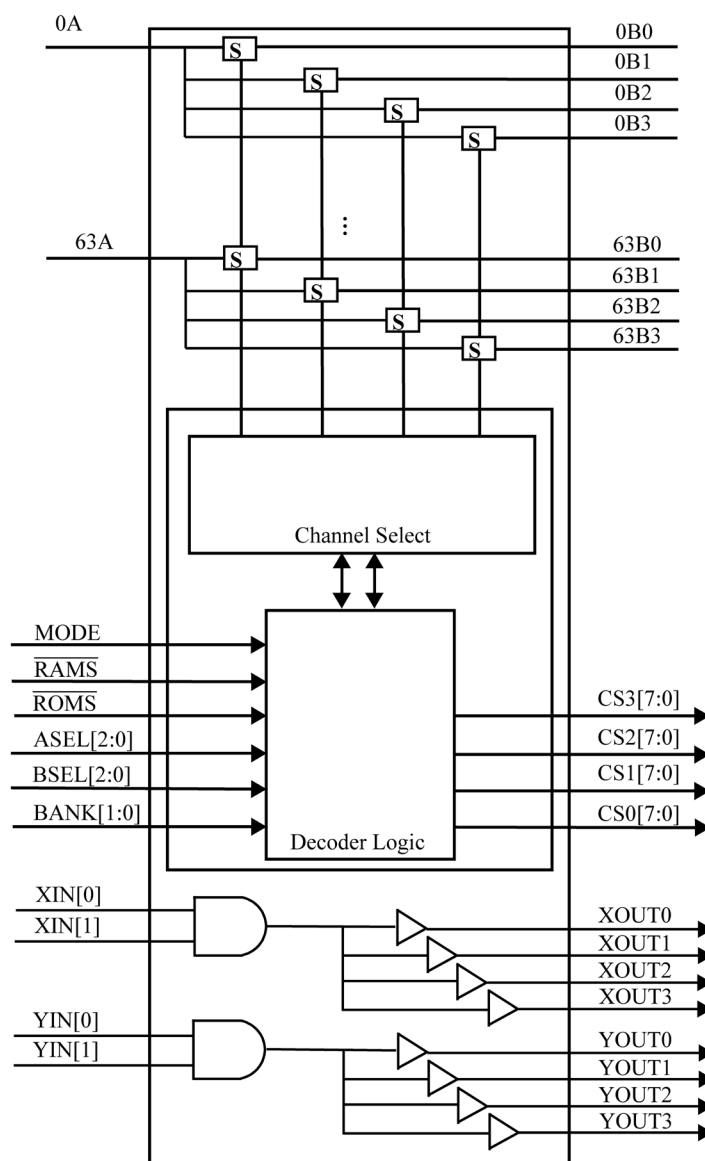 0A
0B0
S
0B1
S
0B2
S
0B3
S
...
63A
63B0
S
63B1
S
63B2
S
63B3
S
Channel Select
MODE
RAMS
ROMS
CS3[7:0]
ASEL[2:0]
CS2[7:0]
BSEL[2:0]
CS1[7:0]
BANK[1:0]
CS0[7:0]
Decoder Logic
XIN[0]
XOUT0
XIN[1]
XOUT1
XOUT2
XOUT3
YIN[0]
YOUT0
YIN[1]
YOUT1
YOUT2
YOUT3